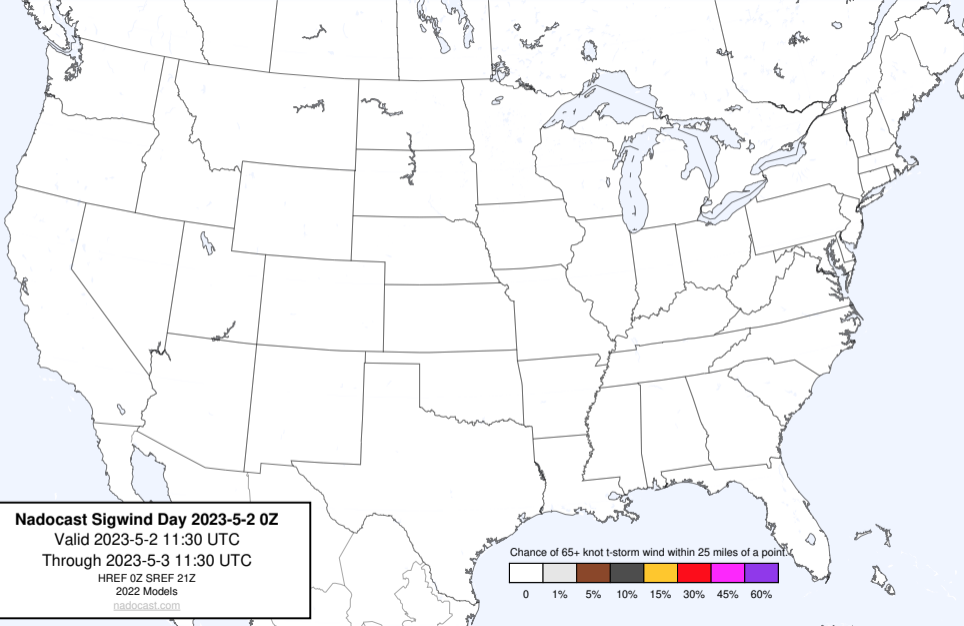 Nadocast Sigwind Day 2023-5-2 0Z
Valid 2023-5-2 11:30 UTC
Through 2023-5-3 11:30 UTC
HREF 0Z SREF 21Z
2022 Models
nadocast.com
Chance of 65+ knot t-storm wind within 25 miles of a point.
0 1% 5% 10% 15% 30% 45% 60%